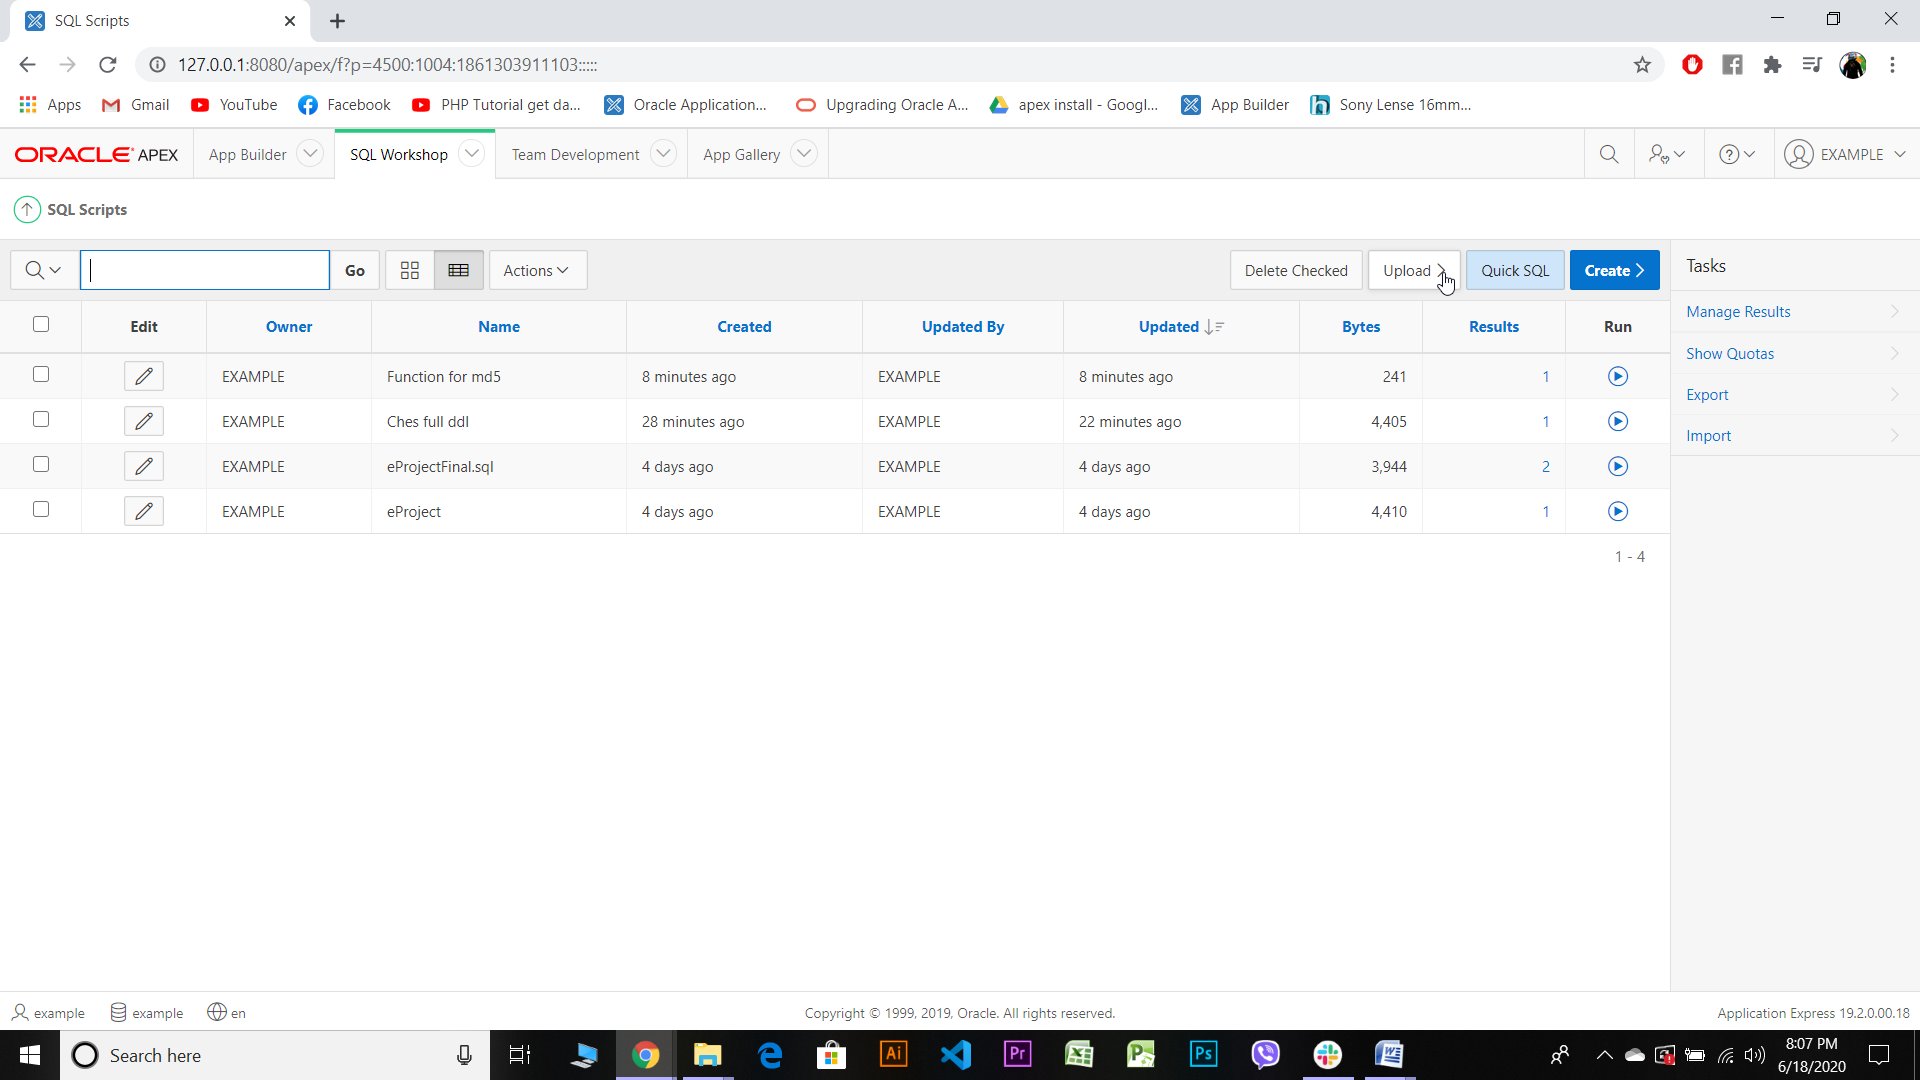 SQL Scripts
127.0.0.1:8080/apex/f?p=4500:1004:1861303911103:::::
Apps Gmail YouTube Facebook PHP Tutorial get da... Oracle Application... Upgrading Oracle A... apex install - Googl... App Builder Sony Lense 16mm...
ORACLE APEX App Builder SQL Workshop Team Development App Gallery EXAMPLE
SQL Scripts
Go Actions Delete Checked Upload Quick SQL Create
Tasks
Manage Results
Show Quotas
Export
Import
Edit Owner Name Created Updated By Updated Bytes Results Run
EXAMPLE Function for md5 8 minutes ago EXAMPLE 8 minutes ago 241 1
EXAMPLE Ches full ddl 28 minutes ago EXAMPLE 22 minutes ago 4,405 1
EXAMPLE eProjectFinal.sql 4 days ago EXAMPLE 4 days ago 3,944 2
EXAMPLE eProject 4 days ago EXAMPLE 4 days ago 4,410 1
1 - 4
example example en Copyright © 1999, 2019, Oracle. All rights reserved. Application Express 19.2.0.00.18
Search here Ai Pr Ps 8:07 PM
6/18/2020